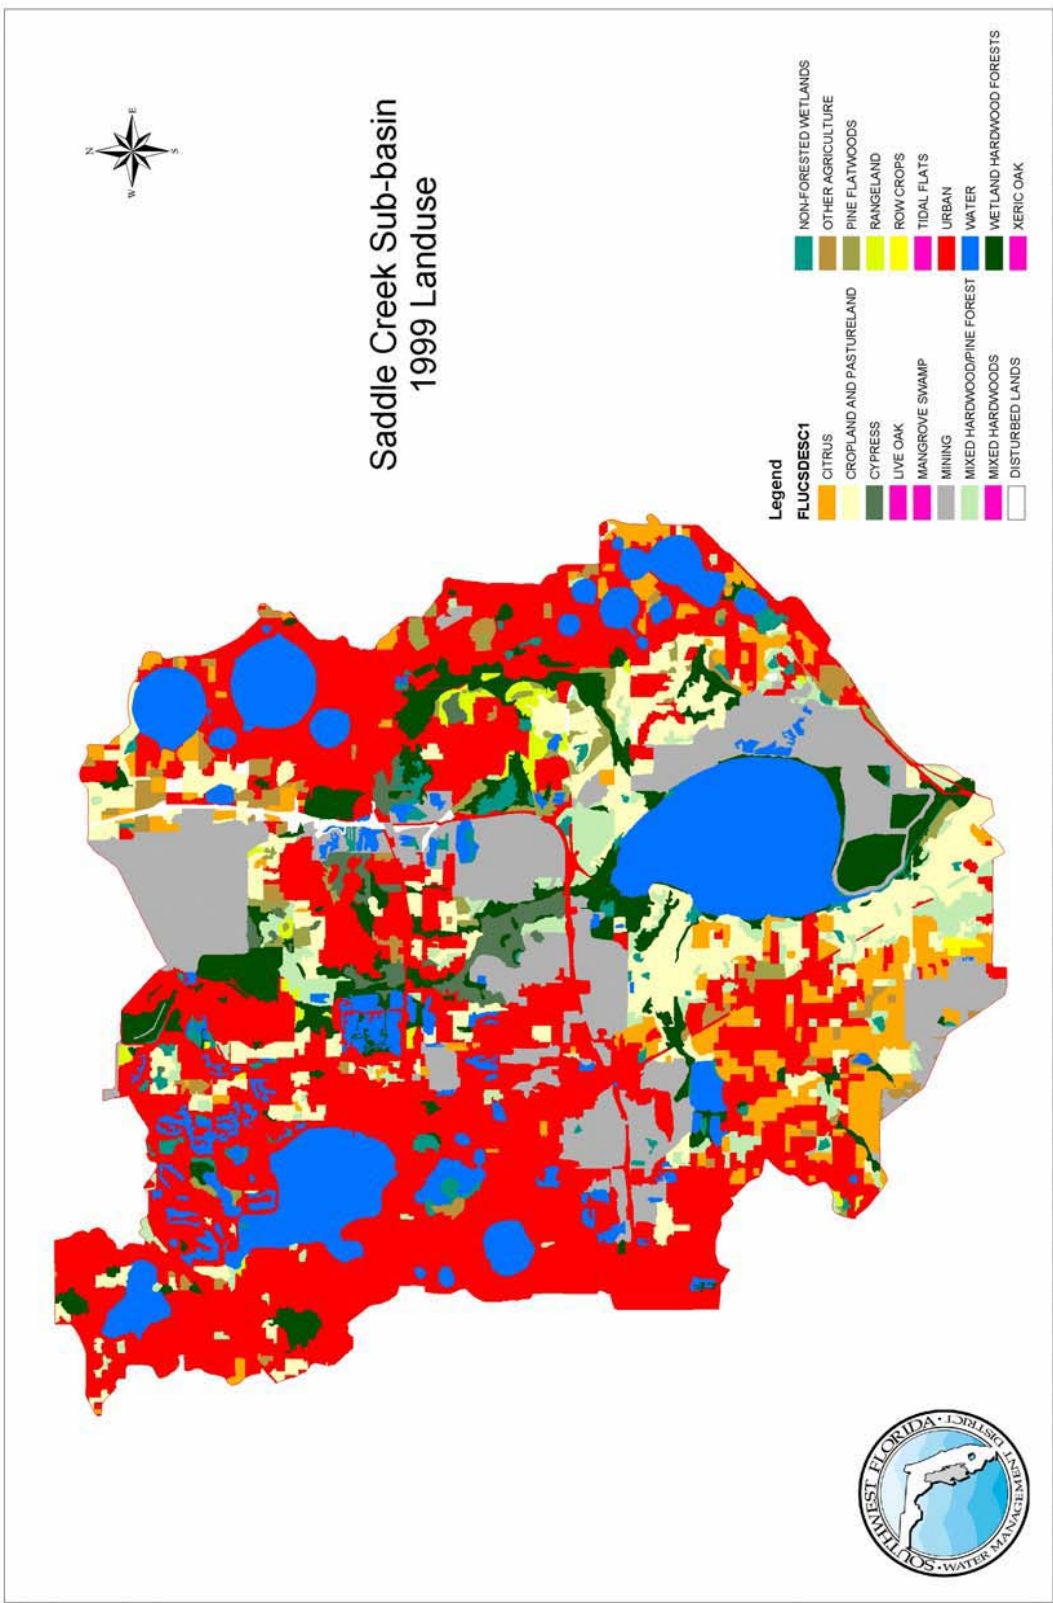 Saddle Creek Sub-basin
1999 Landuse
N
W
E
S
Legend
FLUCSDESC1
CITRUS
CROPLAND AND PASTURELAND
CYPRESS
LIVE OAK
MANGROVE SWAMP
MINING
MIXED HARDWOOD/PINE FOREST
MIXED HARDWOODS
DISTURBED LANDS
NON-FORESTED WETLANDS
OTHER AGRICULTURE
PINE FLATWOODS
RANGELAND
ROW CROPS
TIDAL FLATS
URBAN
WATER
WETLAND HARDWOOD FORESTS
XERIC OAK
SOUTHWEST FLORIDA
WATER MANAGEMENT DISTRICT